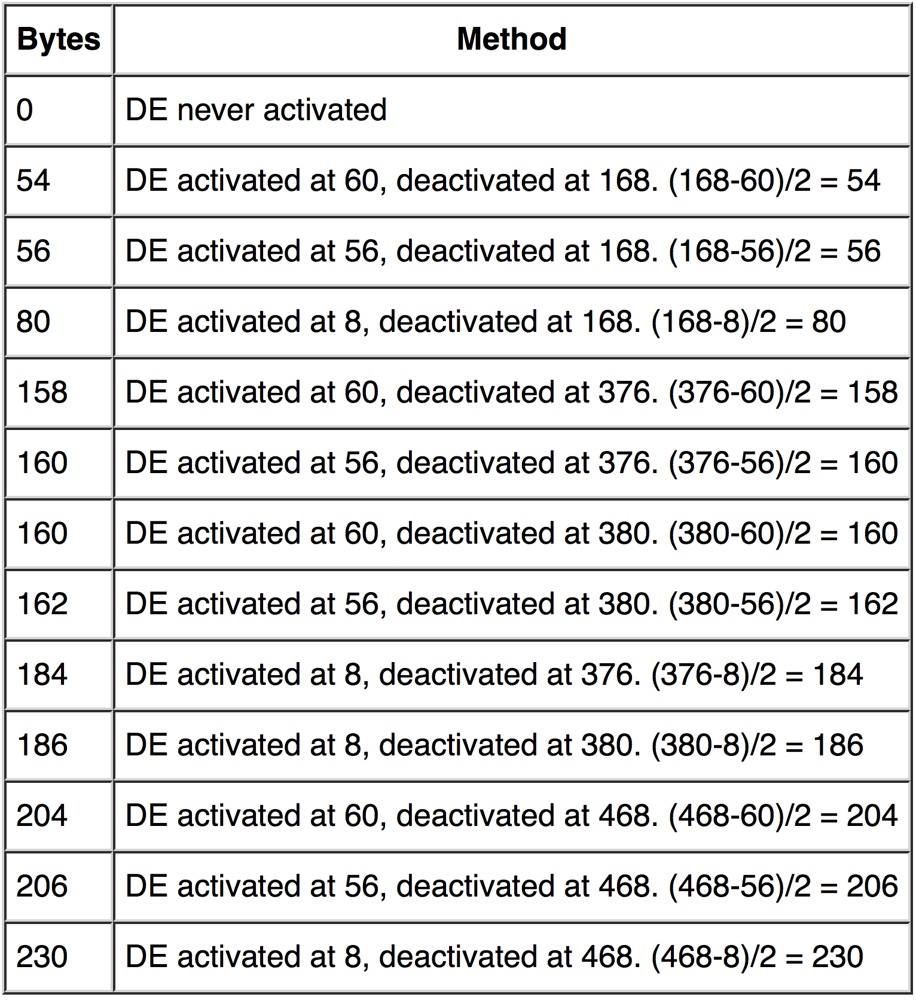 Bytes Method
0 DE never activated
54 DE activated at 60, deactivated at 168. (168-60)/2 = 54
56 DE activated at 56, deactivated at 168. (168-56)/2 = 56
80 DE activated at 8, deactivated at 168. (168-8)/2 = 80
158 DE activated at 60, deactivated at 376. (376-60)/2 = 158
160 DE activated at 56, deactivated at 376. (376-56)/2 = 160
160 DE activated at 60, deactivated at 380. (380-60)/2 = 160
162 DE activated at 56, deactivated at 380. (380-56)/2 = 162
184 DE activated at 8, deactivated at 376. (376-8)/2 = 184
186 DE activated at 8, deactivated at 380. (380-8)/2 = 186
204 DE activated at 60, deactivated at 468. (468-60)/2 = 204
206 DE activated at 56, deactivated at 468. (468-56)/2 = 206
230 DE activated at 8, deactivated at 468. (468-8)/2 = 230